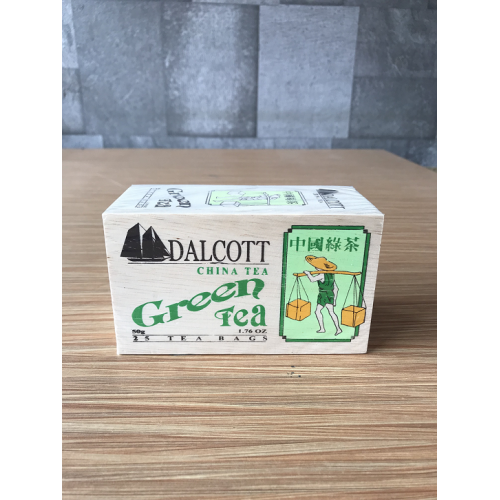 DALCOTT
中國綠茶
CHINA TEA
Green
Tea
50g 1.76 OZ
25 TEA BAGS